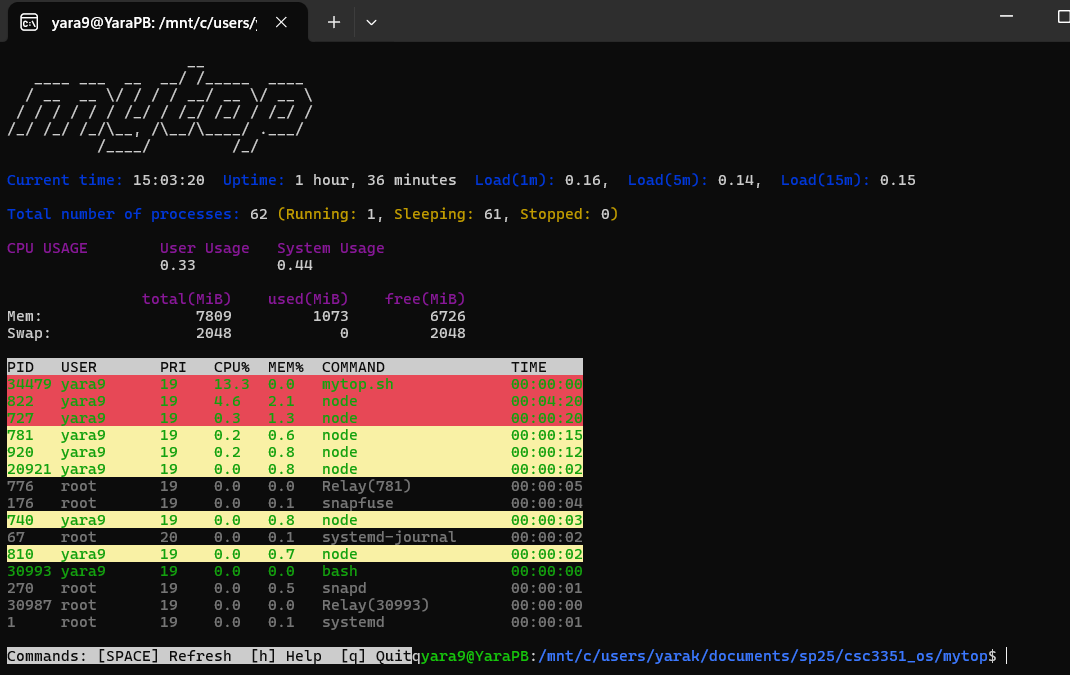 yara9@YaraPB: /mnt/c/users/y
mytop
Current time: 15:03:20  Uptime: 1 hour, 36 minutes  Load(1m): 0.16,  Load(5m): 0.14,  Load(15m): 0.15
Total number of processes: 62 (Running: 1, Sleeping: 61, Stopped: 0)
CPU USAGE        User Usage   System Usage
                 0.33         0.44
               total(MiB)    used(MiB)    free(MiB)
Mem:                 7809         1073         6726
Swap:                2048            0         2048
PID   USER       PRI   CPU%  MEM%  COMMAND              TIME
34479 yara9      19    13.3  0.0   mytop.sh             00:00:00
822   yara9      19    4.6   2.1   node                 00:04:20
727   yara9      19    0.3   1.3   node                 00:00:20
781   yara9      19    0.2   0.6   node                 00:00:15
920   yara9      19    0.2   0.8   node                 00:00:12
20921 yara9      19    0.0   0.8   node                 00:00:02
776   root       19    0.0   0.0   Relay(781)           00:00:05
176   root       19    0.0   0.1   snapfuse             00:00:04
740   yara9      19    0.0   0.8   node                 00:00:03
67    root       20    0.0   0.1   systemd-journal      00:00:02
810   yara9      19    0.0   0.7   node                 00:00:02
30993 yara9      19    0.0   0.0   bash                 00:00:00
270   root       19    0.0   0.5   snapd                00:00:01
30987 root       19    0.0   0.0   Relay(30993)         00:00:00
1     root       19    0.0   0.1   systemd              00:00:01
Commands: [SPACE] Refresh  [h] Help  [q] Quitqyara9@YaraPB:/mnt/c/users/yarak/documents/sp25/csc3351_os/mytop$